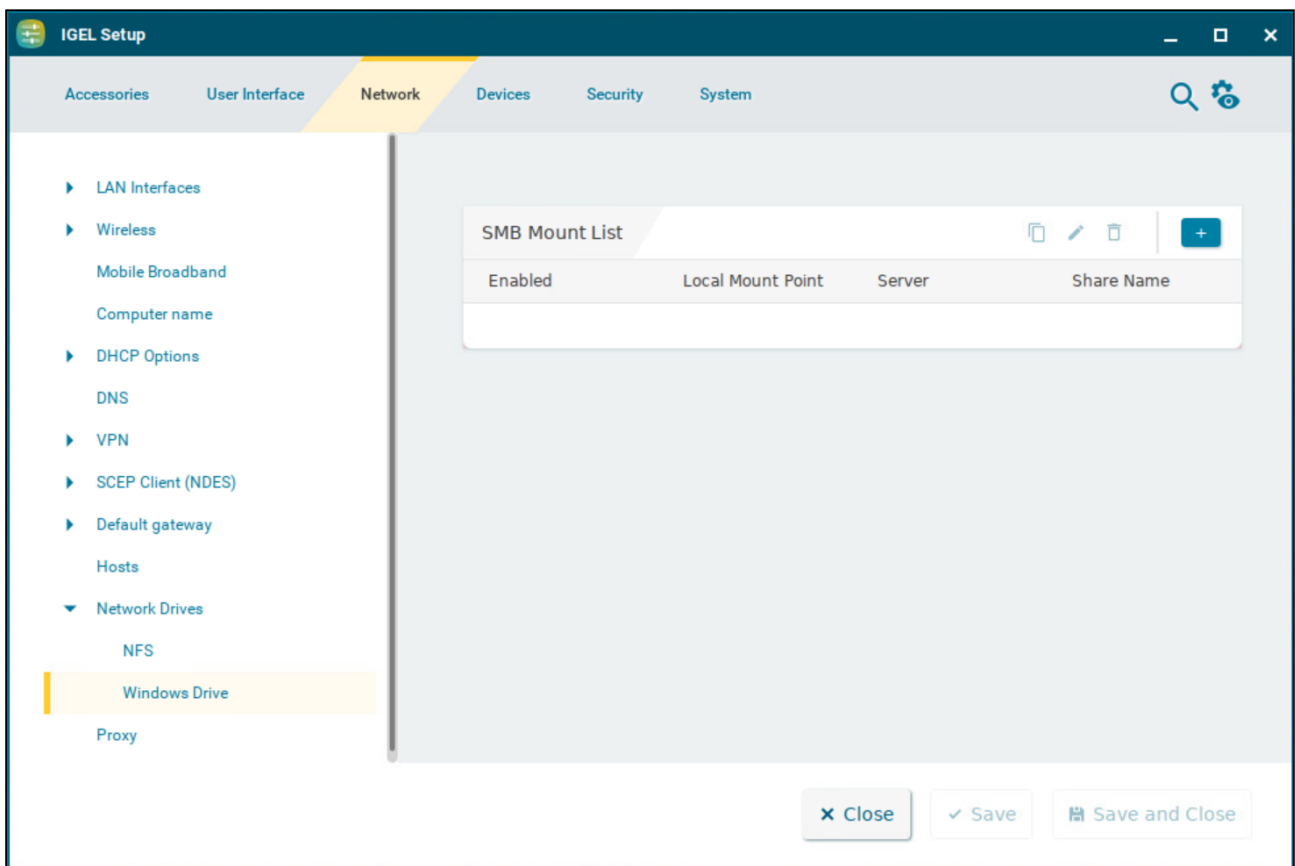 IGEL Setup
Accessories User Interface Network Devices Security System
LAN Interfaces
Wireless
Mobile Broadband
Computer name
DHCP Options
DNS
VPN
SCEP Client (NDES)
Default gateway
Hosts
Network Drives
NFS
Windows Drive
Proxy
SMB Mount List
Enabled Local Mount Point Server Share Name
Close Save Save and Close